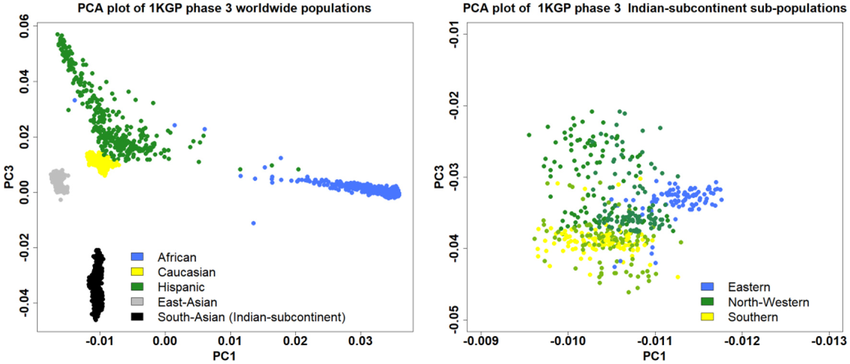 PCA plot of 1KGP phase 3 worldwide populations
PC3
0.06
0.04
0.02
0.00
-0.02
-0.04
African
Caucasian
Hispanic
East-Asian
South-Asian (Indian-subcontinent)
-0.01
0.00
0.01
0.02
0.03
PC1
PCA plot of 1KGP phase 3 Indian-subcontinent sub-populations
PC3
-0.01
-0.02
-0.03
-0.04
-0.05
Eastern
North-Western
Southern
-0.009
-0.010
-0.011
-0.012
-0.013
PC1